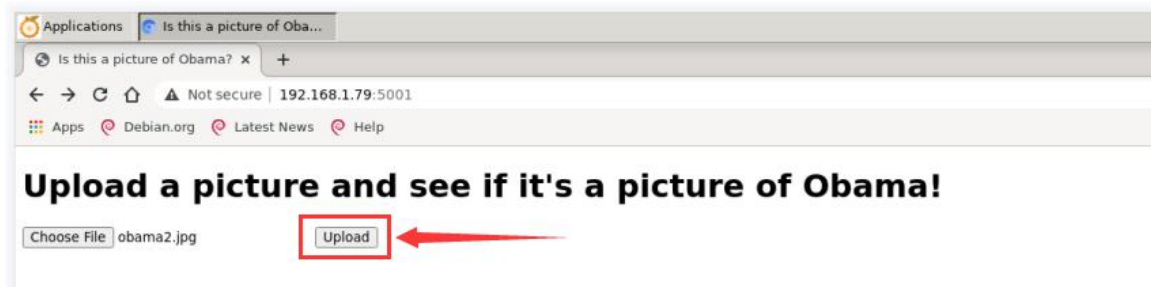 Applications Is this a picture of Oba...
Is this a picture of Obama? × +
Not secure | 192.168.1.79:5001
Apps Debian.org Latest News Help
Upload a picture and see if it's a picture of Obama!
Choose File obama2.jpg Upload